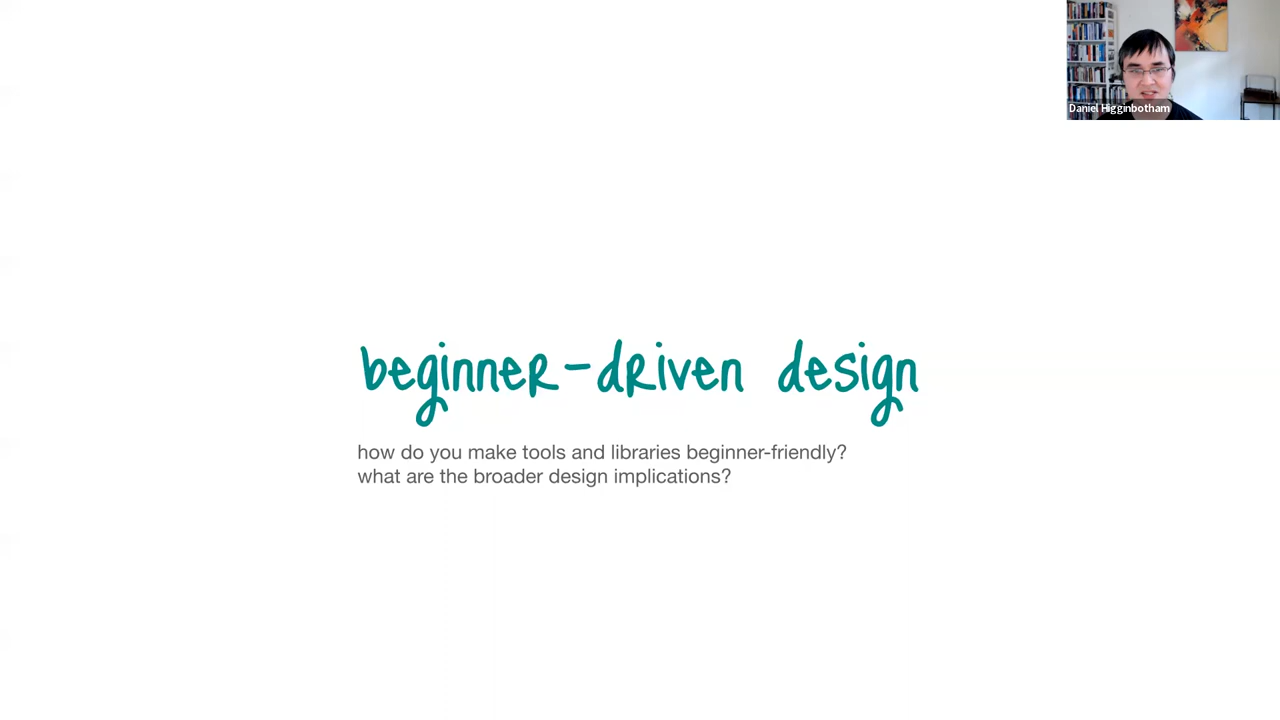 Daniel Higginbotham
beginner-driven design
how do you make tools and libraries beginner-friendly?
what are the broader design implications?